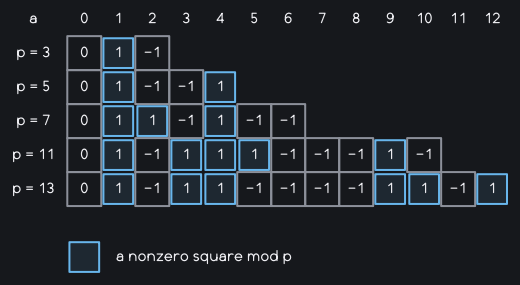 a 0 1 2 3 4 5 6 7 8 9 10 11 12
p = 3 0 1 −1
p = 5 0 1 −1 −1 1
p = 7 0 1 1 −1 1 −1 −1
p = 11 0 1 −1 1 1 1 −1 −1 −1 1 −1
p = 13 0 1 −1 1 1 −1 −1 −1 −1 1 1 −1 1
a nonzero square mod p